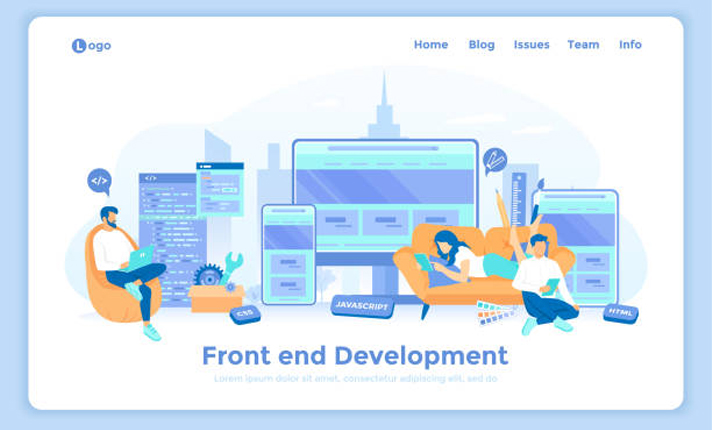 Logo
Home Blog Issues Team Info
</>
</>
CSS
JAVASCRIPT
HTML
Front end Development
Lorem ipsum dolor sit amet, consectetur adipiscing elit, sed do